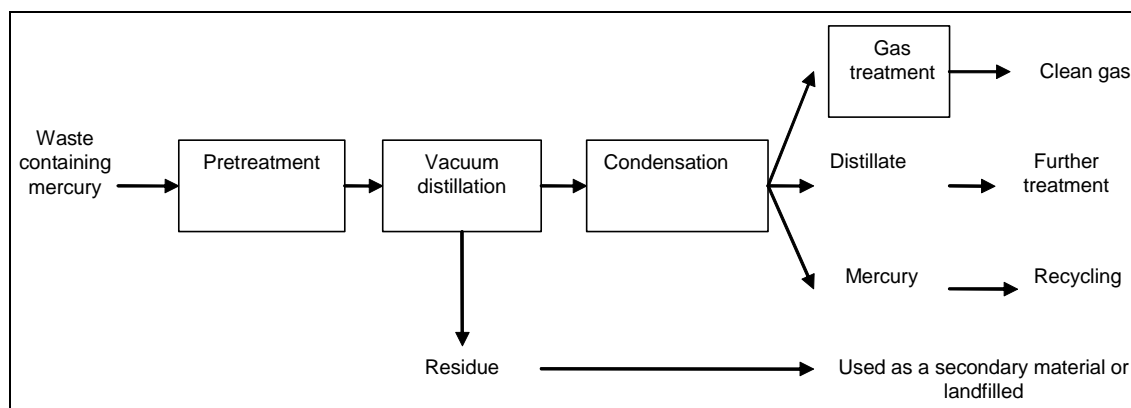 Gas
treatment
Clean gas
Waste
containing
mercury
Pretreatment
Vacuum
distillation
Condensation
Distillate
Further
treatment
Mercury
Recycling
Residue
Used as a secondary material or
landfilled